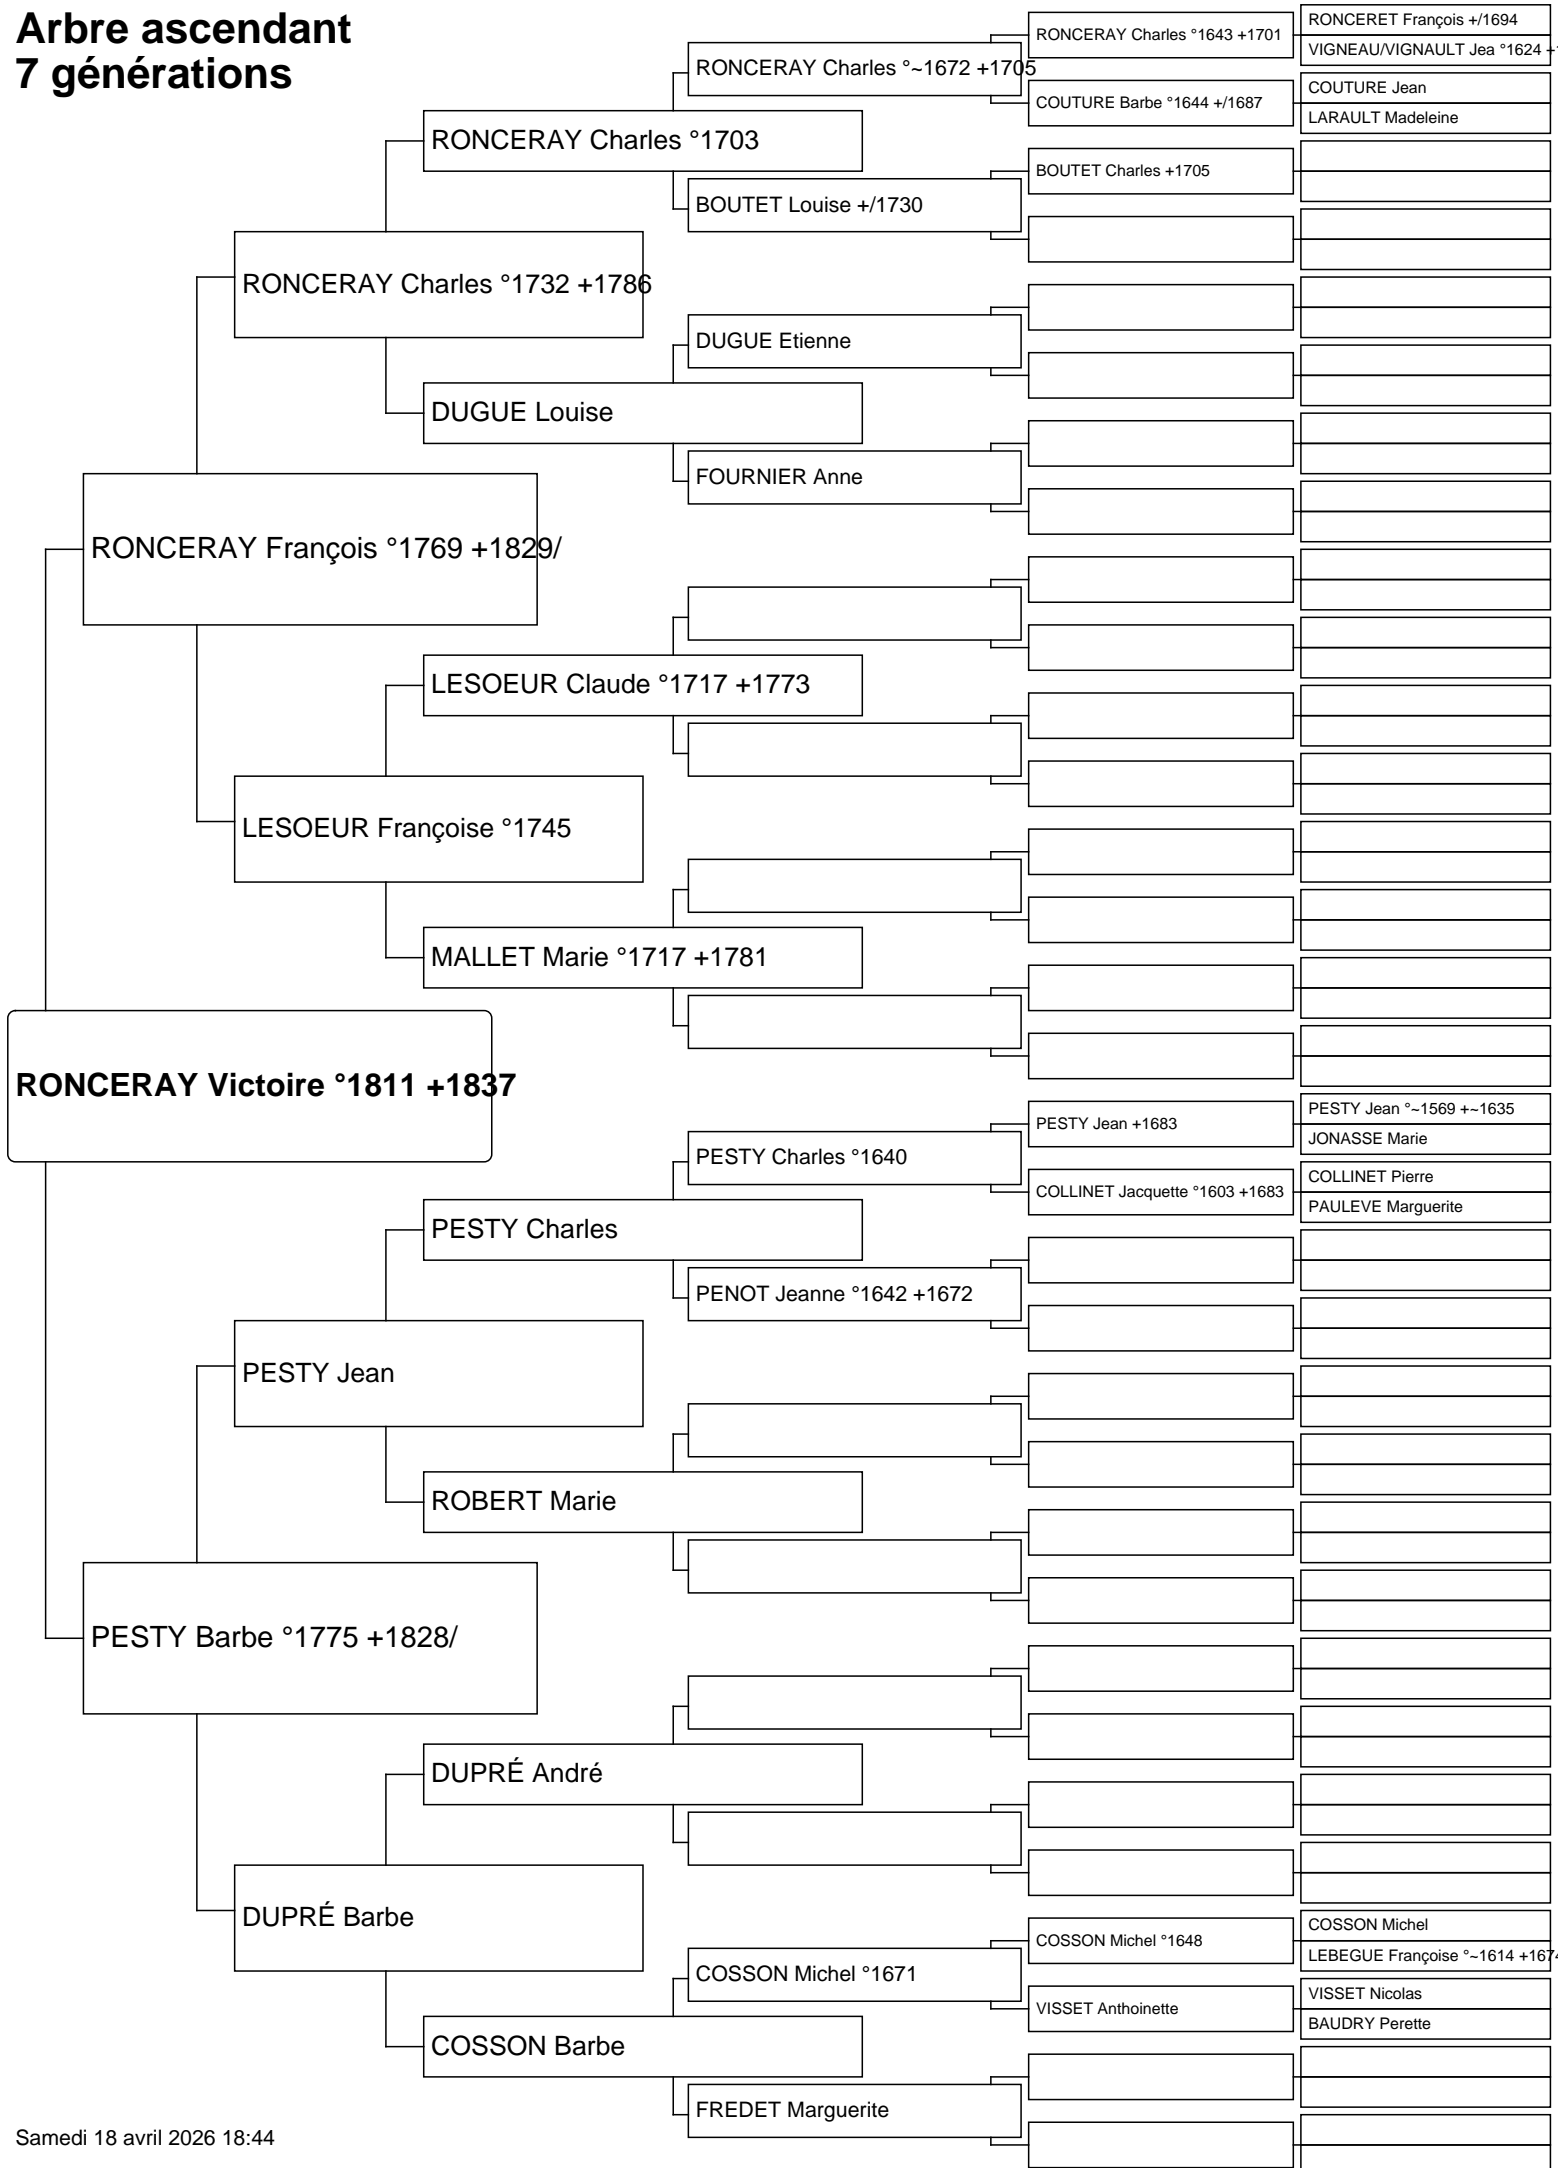 Arbre ascendant
7 générations
RONCERAY Victoire °1811 +1837
RONCERAY François °1769 +1829/
PESTY Barbe °1775 +1828/
RONCERAY Charles °1732 +1786
LESOEUR Françoise °1745
PESTY Jean
DUPRÉ Barbe
RONCERAY Charles °1703
DUGUE Louise
LESOEUR Claude °1717 +1773
MALLET Marie °1717 +1781
PESTY Charles
ROBERT Marie
DUPRÉ André
COSSON Barbe
RONCERAY Charles °~1672 +1705
BOUTET Louise +/1730
DUGUE Etienne
FOURNIER Anne
PESTY Charles °1640
PENOT Jeanne °1642 +1672
COSSON Michel °1671
FREDET Marguerite
RONCERAY Charles °1643 +1701
COUTURE Barbe °1644 +/1687
BOUTET Charles +1705
PESTY Jean +1683
COLLINET Jacquette °1603 +1683
COSSON Michel °1648
VISSET Anthoinette
RONCERET François +/1694
VIGNEAU/VIGNAULT Jea °1624
COUTURE Jean
LARAULT Madeleine
PESTY Jean °~1569 +~1635
JONASSE Marie
COLLINET Pierre
PAULEVE Marguerite
COSSON Michel
LEBEGUE Françoise °~1614 +1674
VISSET Nicolas
BAUDRY Perette
Samedi 18 avril 2026 18:44